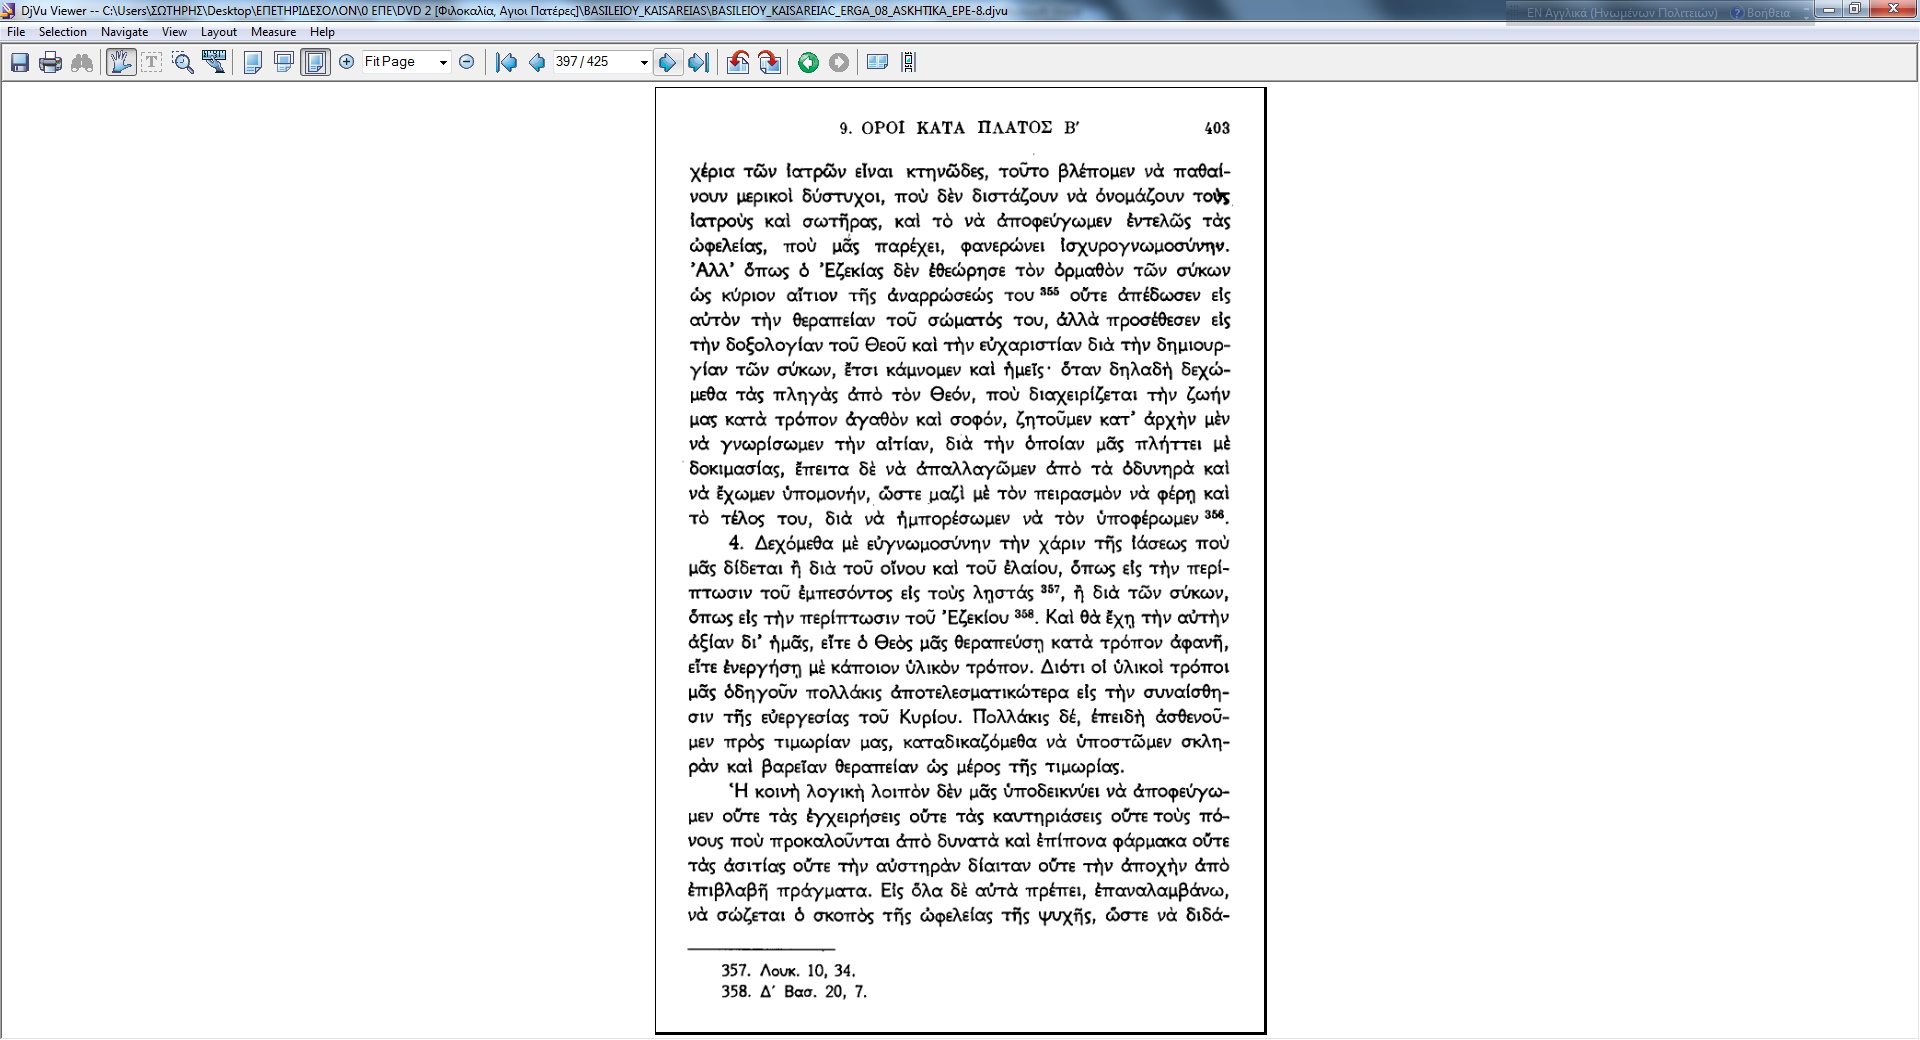 DjVu Viewer -- C:\Users\ΣΩΤΗΡΗΣ\Desktop\ΕΠΕΤΗΡΙΔΕΣΟΛΟΝ\0 ΕΠΕ\DVD 2 [Φιλοκαλία, Αγιοι Πατέρες]\BASILEIOY_KAISAREIAS\BASILEIOY_KAISAREIAC_ERGA_08_ASKHTIKA_EPE-8.djvu
EN Αγγλικά (Ηνωμένων Πολιτειών) Βοήθεια
File Selection Navigate View Layout Measure Help
Fit Page 397 / 425
9. ΟΡΟΙ ΚΑΤΑ ΠΛΑΤΟΣ Β′ 403
χέρια τῶν ἰατρῶν εἶναι κτηνῶδες, τοῦτο βλέπομεν νὰ παθαί-
νουν μερικοὶ δύστυχοι, ποὺ δὲν διστάζουν νὰ ὀνομάζουν τοὺς
ἰατροὺς καὶ σωτῆρας, καὶ τὸ νὰ ἀποφεύγωμεν ἐντελῶς τὰς
ὠφελείας, ποὺ μᾶς παρέχει, φανερώνει ἰσχυρογνωμοσύνην.
Ἀλλ’ ὅπως ὁ Ἐζεκίας δὲν ἐθεώρησε τὸν ὁρμαθὸν τῶν σύκων
ὡς κύριον αἴτιον τῆς ἀναρρώσεώς του 355 οὔτε ἀπέδωσεν εἰς
αὐτὸν τὴν θεραπείαν τοῦ σώματός του, ἀλλὰ προσέθεσεν εἰς
τὴν δοξολογίαν τοῦ Θεοῦ καὶ τὴν εὐχαριστίαν διὰ τὴν δημιουρ-
γίαν τῶν σύκων, ἔτσι κάμνομεν καὶ ἡμεῖς· ὅταν δηλαδὴ δεχώ-
μεθα τὰς πληγὰς ἀπὸ τὸν Θεόν, ποὺ διαχειρίζεται τὴν ζωήν
μας κατὰ τρόπον ἀγαθὸν καὶ σοφόν, ζητοῦμεν κατ’ ἀρχὴν μὲν
νὰ γνωρίσωμεν τὴν αἰτίαν, διὰ τὴν ὁποίαν μᾶς πλήττει μὲ
δοκιμασίας, ἔπειτα δὲ νὰ ἀπαλλαγῶμεν ἀπὸ τὰ ὀδυνηρὰ καὶ
νὰ ἔχωμεν ὑπομονήν, ὥστε μαζὶ μὲ τὸν πειρασμὸν νὰ φέρῃ καὶ
τὸ τέλος του, διὰ νὰ ἠμπορέσωμεν νὰ τὸν ὑποφέρωμεν 356.
4. Δεχόμεθα μὲ εὐγνωμοσύνην τὴν χάριν τῆς ἰάσεως ποὺ
μᾶς δίδεται ἢ διὰ τοῦ οἴνου καὶ τοῦ ἐλαίου, ὅπως εἰς τὴν περί-
πτωσιν τοῦ ἐμπεσόντος εἰς τοὺς λῃστάς 357, ἢ διὰ τῶν σύκων,
ὅπως εἰς τὴν περίπτωσιν τοῦ Ἐζεκίου 358. Καὶ θὰ ἔχῃ τὴν αὐτὴν
ἀξίαν δι’ ἡμᾶς, εἴτε ὁ Θεὸς μᾶς θεραπεύσῃ κατὰ τρόπον ἀφανῆ,
εἴτε ἐνεργήσῃ μὲ κάποιον ὑλικὸν τρόπον. Διότι οἱ ὑλικοὶ τρόποι
μᾶς ὁδηγοῦν πολλάκις ἀποτελεσματικώτερα εἰς τὴν συναίσθη-
σιν τῆς εὐεργεσίας τοῦ Κυρίου. Πολλάκις δέ, ἐπειδὴ ἀσθενοῦ-
μεν πρὸς τιμωρίαν μας, καταδικαζόμεθα νὰ ὑποστῶμεν σκλη-
ρὰν καὶ βαρεῖαν θεραπείαν ὡς μέρος τῆς τιμωρίας.
Ἡ κοινὴ λογικὴ λοιπὸν δὲν μᾶς ὑποδεικνύει νὰ ἀποφεύγω-
μεν οὔτε τὰς ἐγχειρήσεις οὔτε τὰς καυτηριάσεις οὔτε τοὺς πό-
νους ποὺ προκαλοῦνται ἀπὸ δυνατὰ καὶ ἐπίπονα φάρμακα οὔτε
τὰς ἀσιτίας οὔτε τὴν αὐστηρὰν δίαιταν οὔτε τὴν ἀποχὴν ἀπὸ
ἐπιβλαβῆ πράγματα. Εἰς ὅλα δὲ αὐτὰ πρέπει, ἐπαναλαμβάνω,
νὰ σώζεται ὁ σκοπὸς τῆς ὠφελείας τῆς ψυχῆς, ὥστε νὰ διδά-
357. Λουκ. 10, 34.
358. Δ′ Βασ. 20, 7.